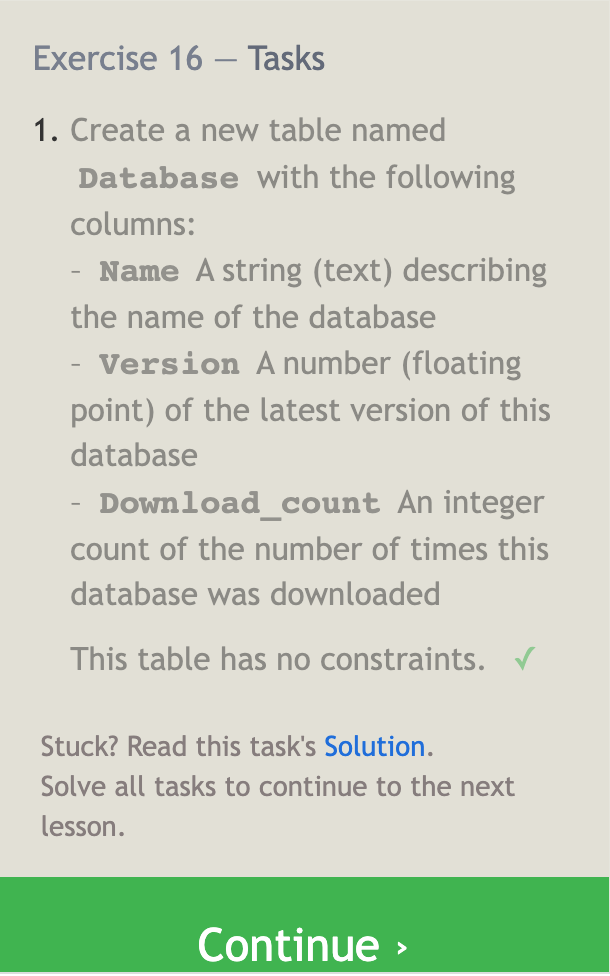 Exercise 16 — Tasks
1. Create a new table named
Database with the following
columns:
– Name A string (text) describing
the name of the database
– Version A number (floating
point) of the latest version of this
database
– Download_count An integer
count of the number of times this
database was downloaded
This table has no constraints. ✓
Stuck? Read this task's Solution.
Solve all tasks to continue to the next
lesson.
Continue ›